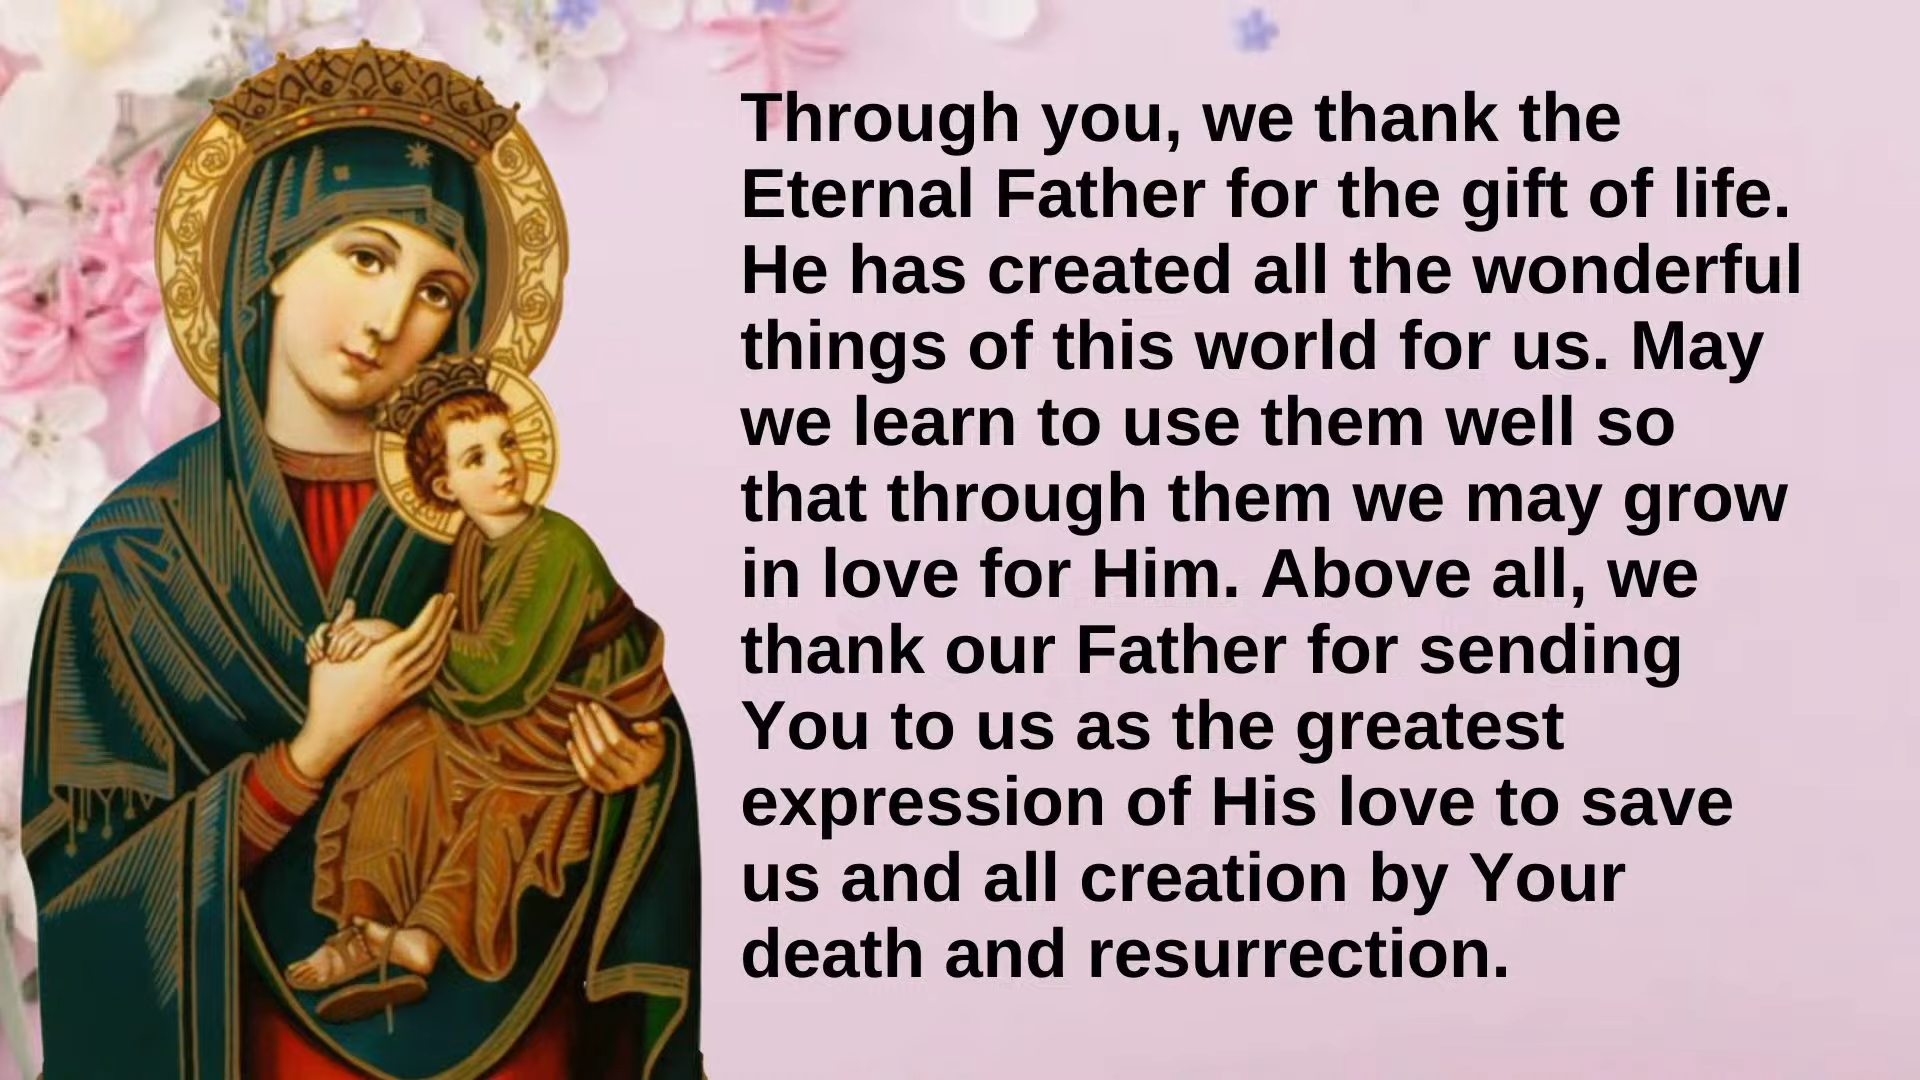 Through you, we thank the
Eternal Father for the gift of life.
He has created all the wonderful
things of this world for us. May
we learn to use them well so
that through them we may grow
in love for Him. Above all, we
thank our Father for sending
You to us as the greatest
expression of His love to save
us and all creation by Your
death and resurrection.